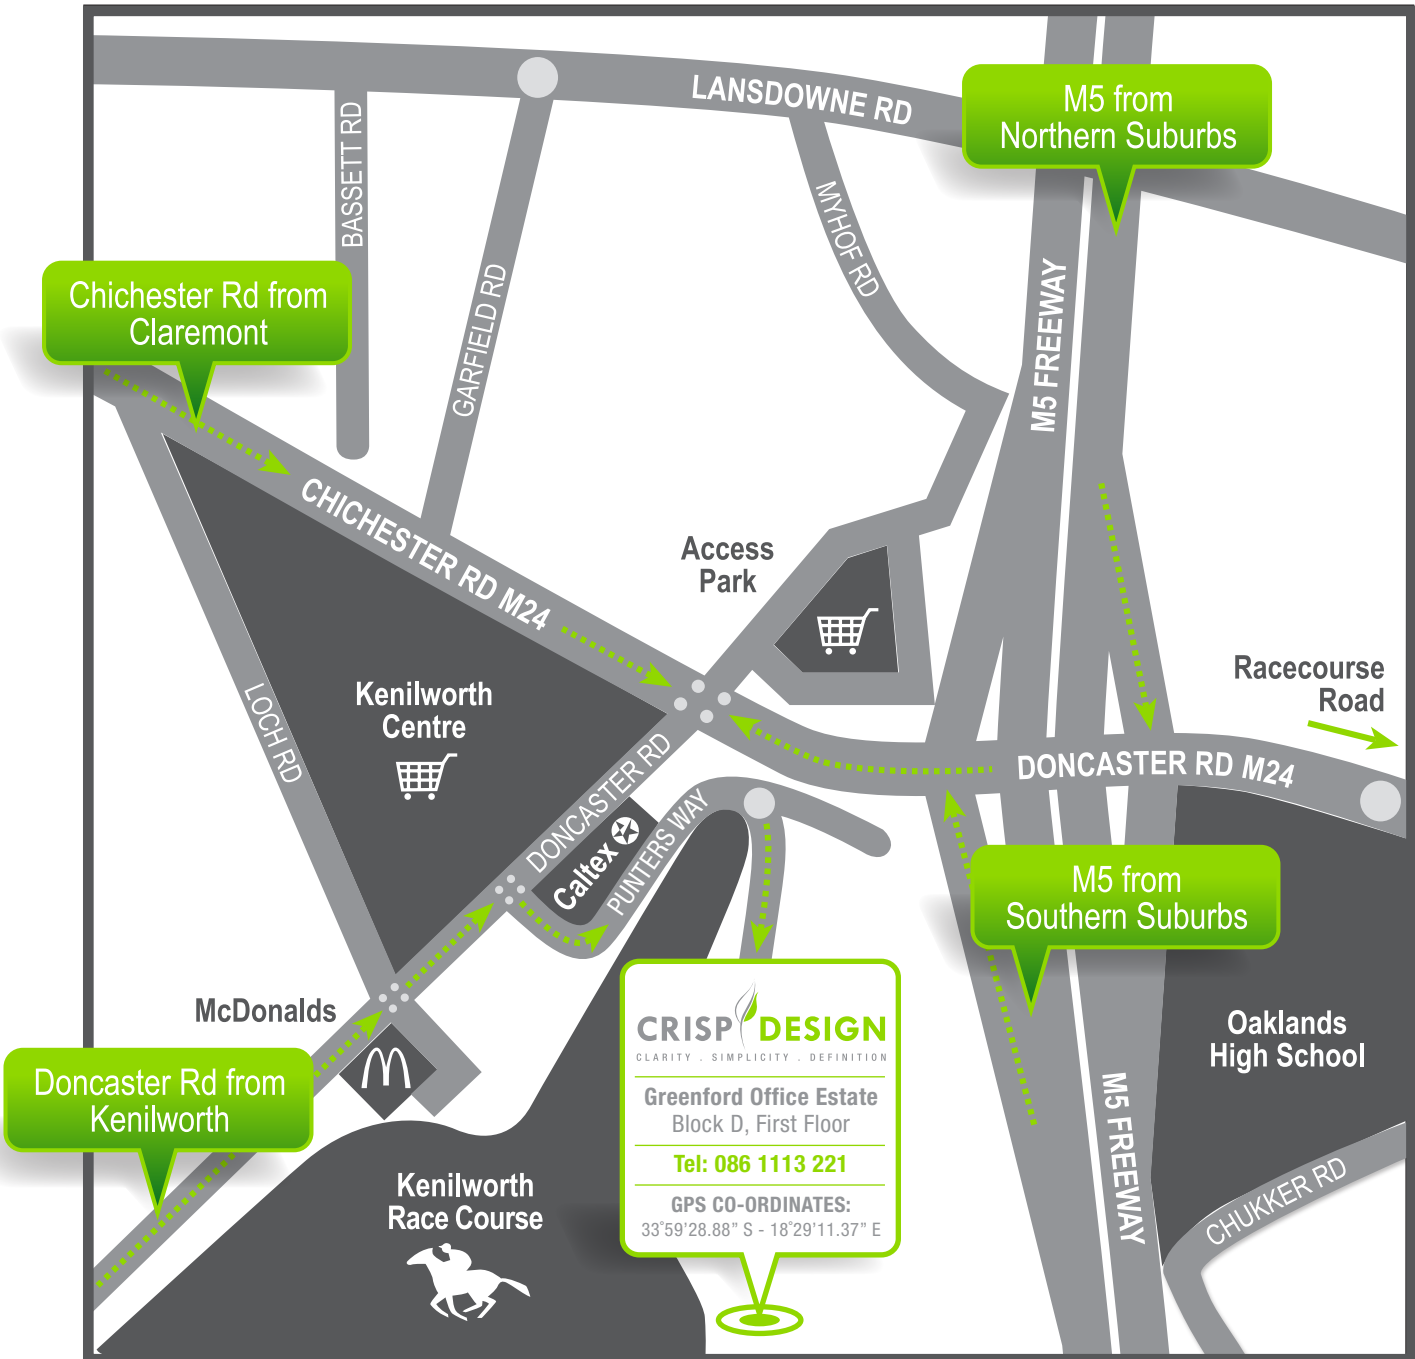 LANSDOWNE RD
M5 from
Northern Suburbs
BASSETT RD
MYHOF RD
GARFIELD RD
M5 FREEWAY
Chichester Rd from
Claremont
CHICHESTER RD M24
Access
Park
Racecourse
Road
Kenilworth
Centre
LOCH RD
DONCASTER RD
DONCASTER RD M24
PUNTERS WAY
Caltex
M5 from
Southern Suburbs
McDonalds
Oaklands
High School
CRISP DESIGN
CLARITY . SIMPLICITY . DEFINITION
Greenford Office Estate
Block D, First Floor
Tel: 086 1113 221
GPS CO-ORDINATES:
33°59’28.88” S - 18°29’11.37” E
Doncaster Rd from
Kenilworth
M5 FREEWAY
CHUKKER RD
Kenilworth
Race Course